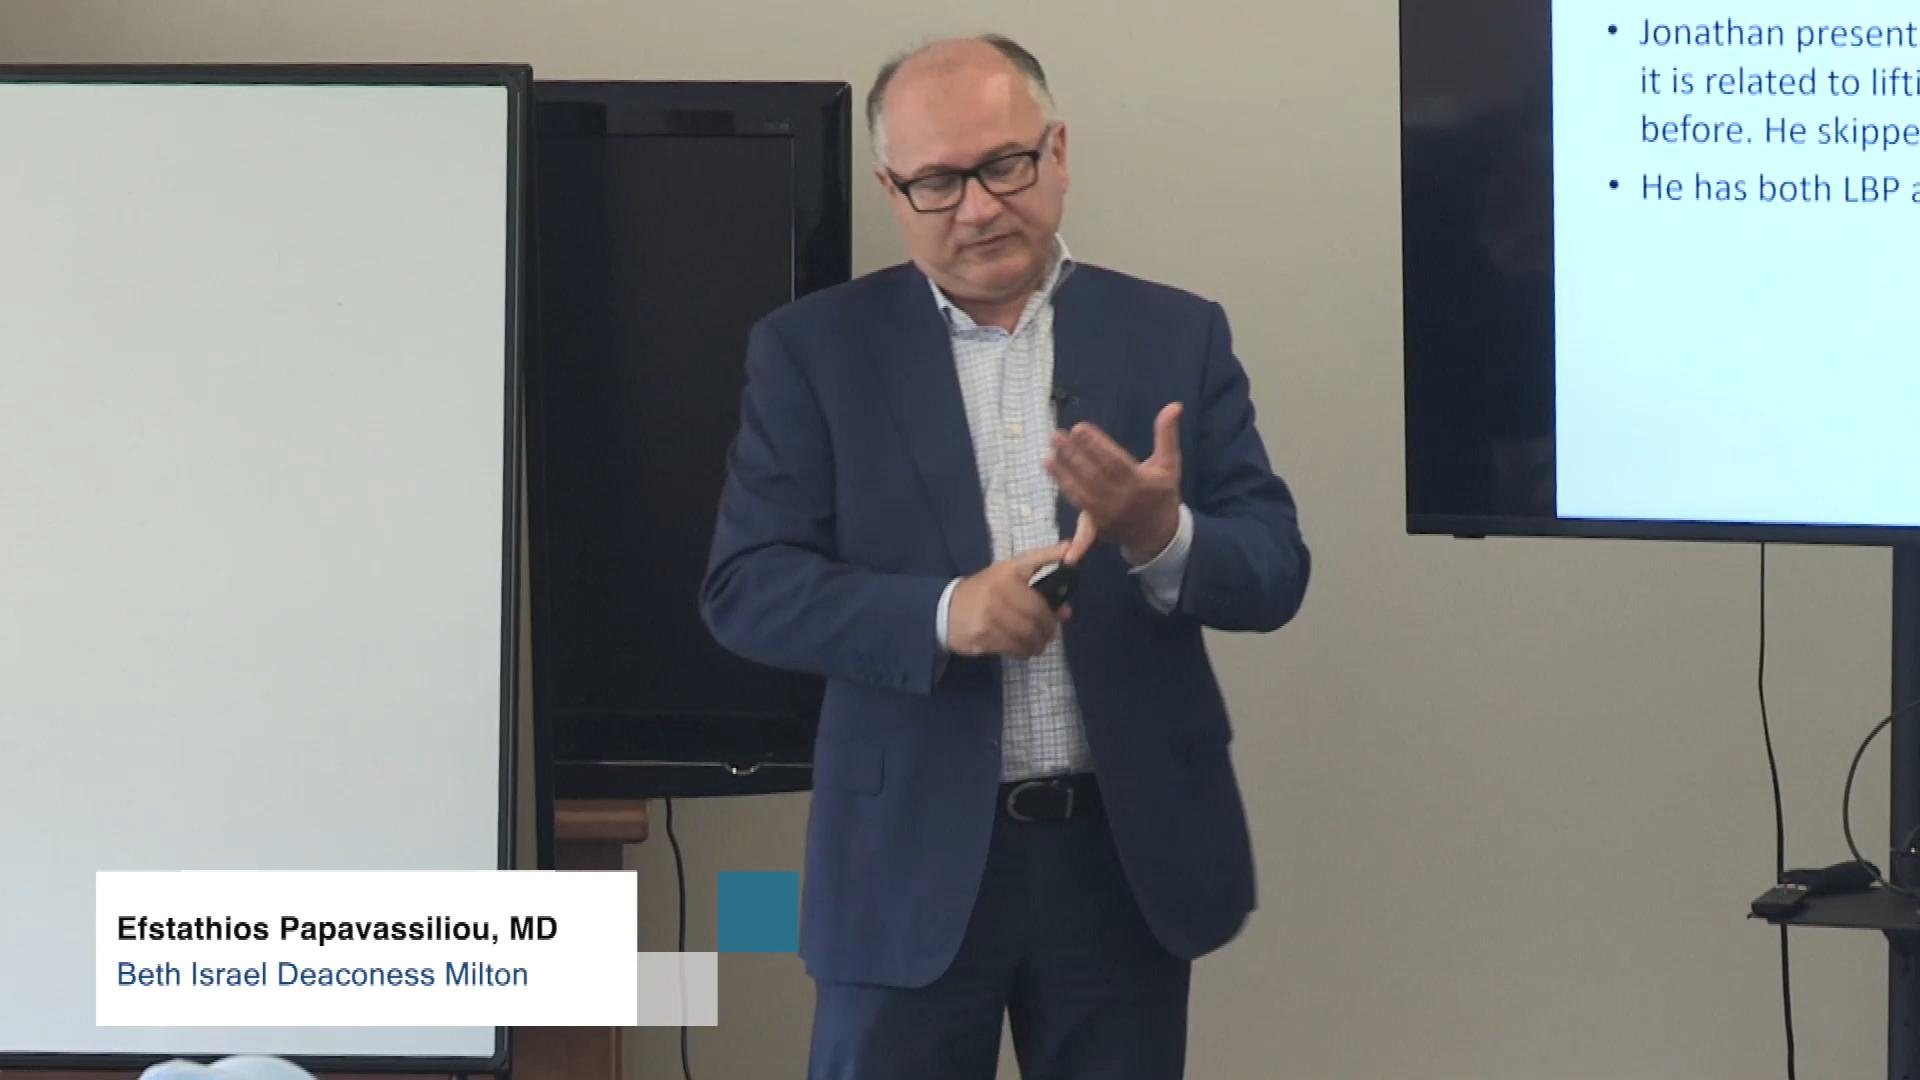 Jonathan present
it is related to lifti
before. He skippe
He has both LBP a
Efstathios Papavassiliou, MD
Beth Israel Deaconess Milton